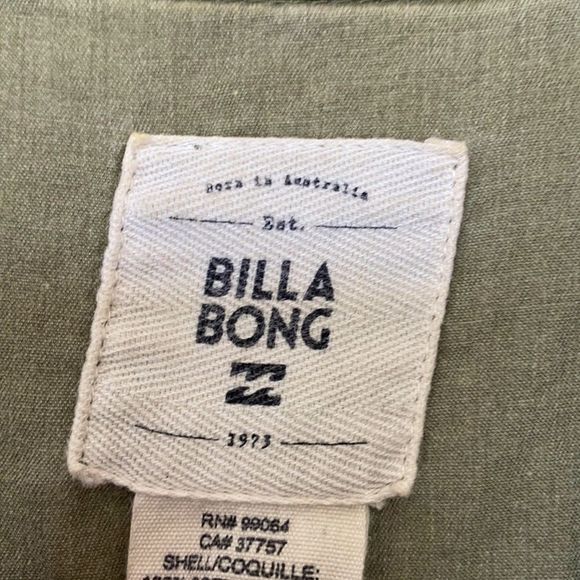 Born in Australia
Est.
BILLA
BONG
1973
RN# 99064
CA# 37757
SHELL/COQUILLE: